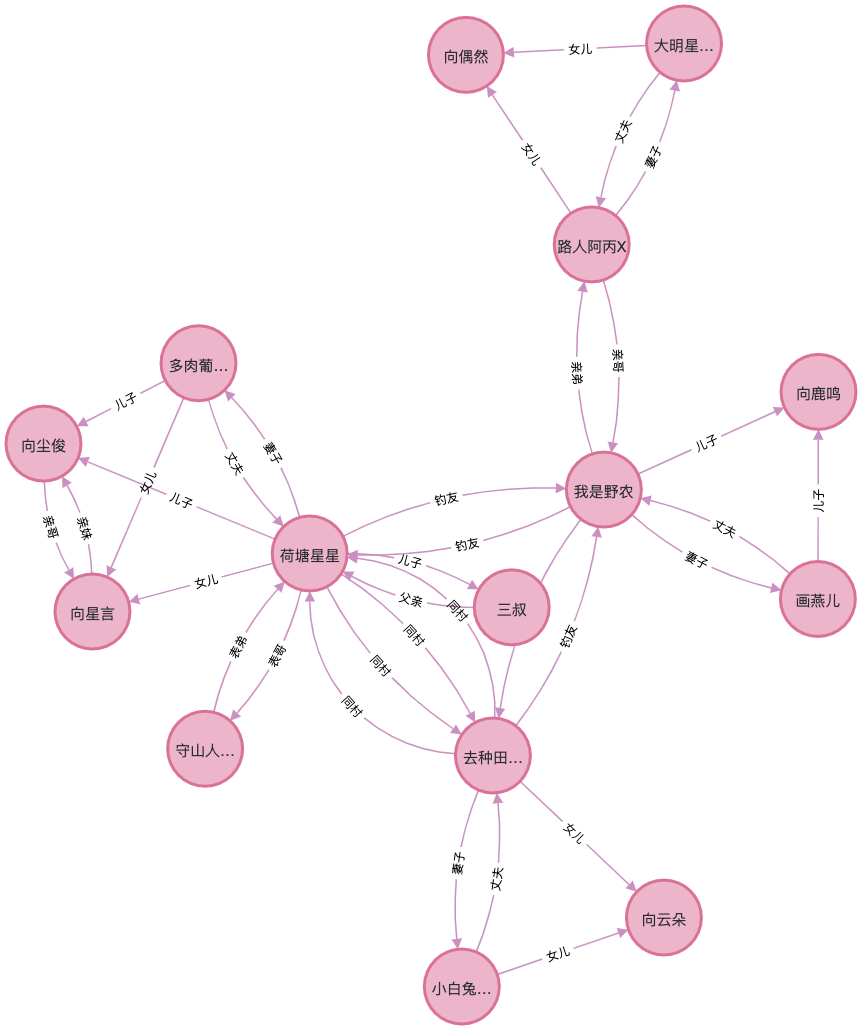 大明星...
向偶然
女儿
丈夫
妻子
女儿
路人阿丙X
亲弟
亲哥
多肉葡...
向鹿鸣
儿子
向尘俊
儿子
妻子
丈夫
女儿
我是野农
钓友
儿子
儿子
亲哥
亲妹
丈夫
钓友
荷塘星星
儿子
妻子
女儿
父亲
三叔
同村
画燕儿
向星言
同村
钓友
表弟
表哥
同村
同村
守山人...
去种田...
女儿
妻子
丈夫
向云朵
女儿
小白兔...